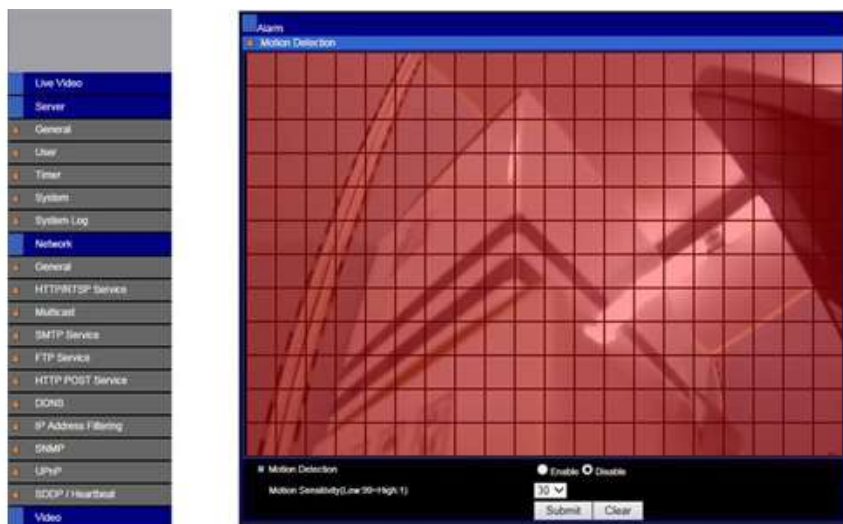 Live Video
Server
General
User
Timer
System
System Log
Network
General
HTTP/RTSP Service
Multicast
SMTP Service
FTP Service
HTTP POST Service
DDNS
IP Address Filtering
SNMP
UPnP
SDDP / Heartbeat
Video
Alarm
Motion Detection
Motion Detection
Enable Disable
Motion Sensitivity(Low:99~High:1)
30
Submit Clear